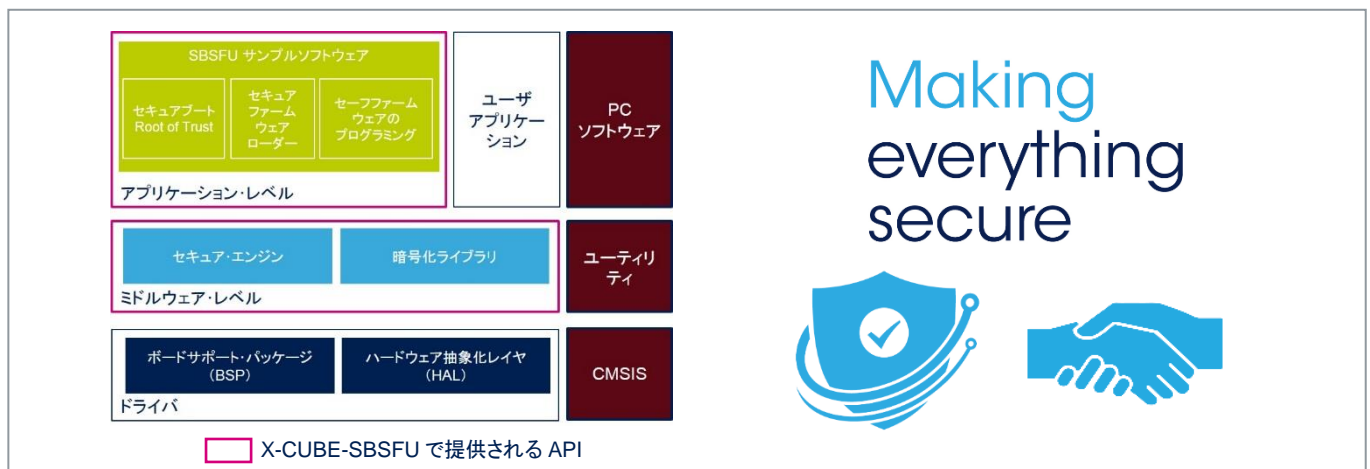 SBSFU サンプルソフトウェア
セキュアブート
Root of Trust
セキュア
ファーム
ウェア
ローダー
セーフファーム
ウェアの
プログラミング
アプリケーション・レベル
ユーザ
アプリケー
ション
PC
ソフトウェア
セキュア・エンジン
暗号化ライブラリ
ミドルウェア・レベル
ユーティリ
ティ
ボードサポート・パッケージ
(BSP)
ハードウェア抽象化レイヤ
(HAL)
ドライバ
CMSIS
X-CUBE-SBSFU で提供される API
Making
everything
secure